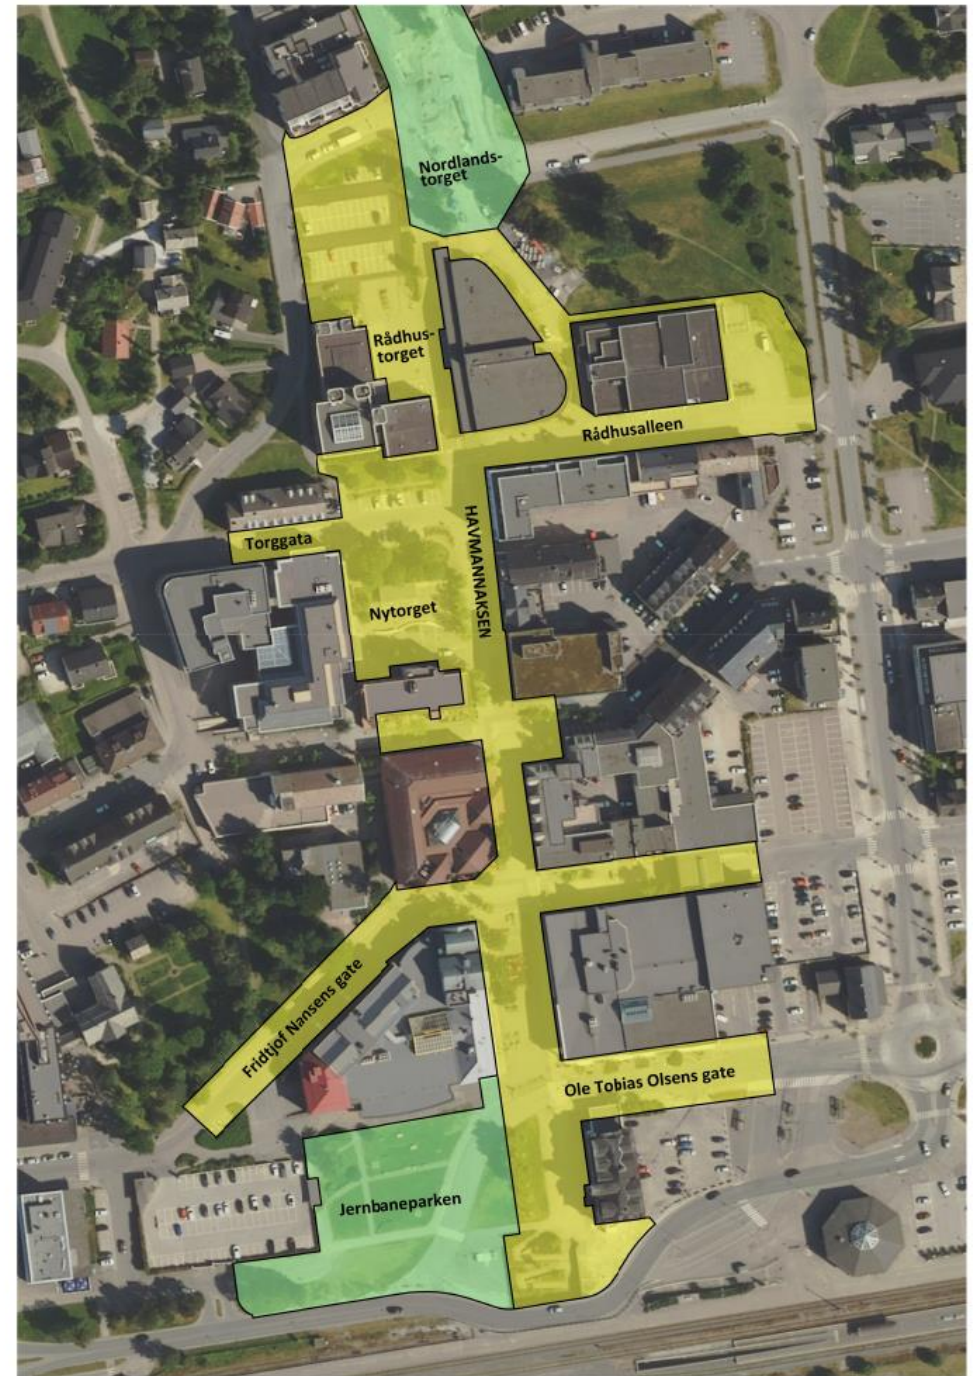 Nordlands-
torget
Rådhus-
torget
Rådhusalleen
HAVMANNAKSEN
Torggata
Nytorget
Fridtjof Nansens gate
Ole Tobias Olsens gate
Jernbaneparken